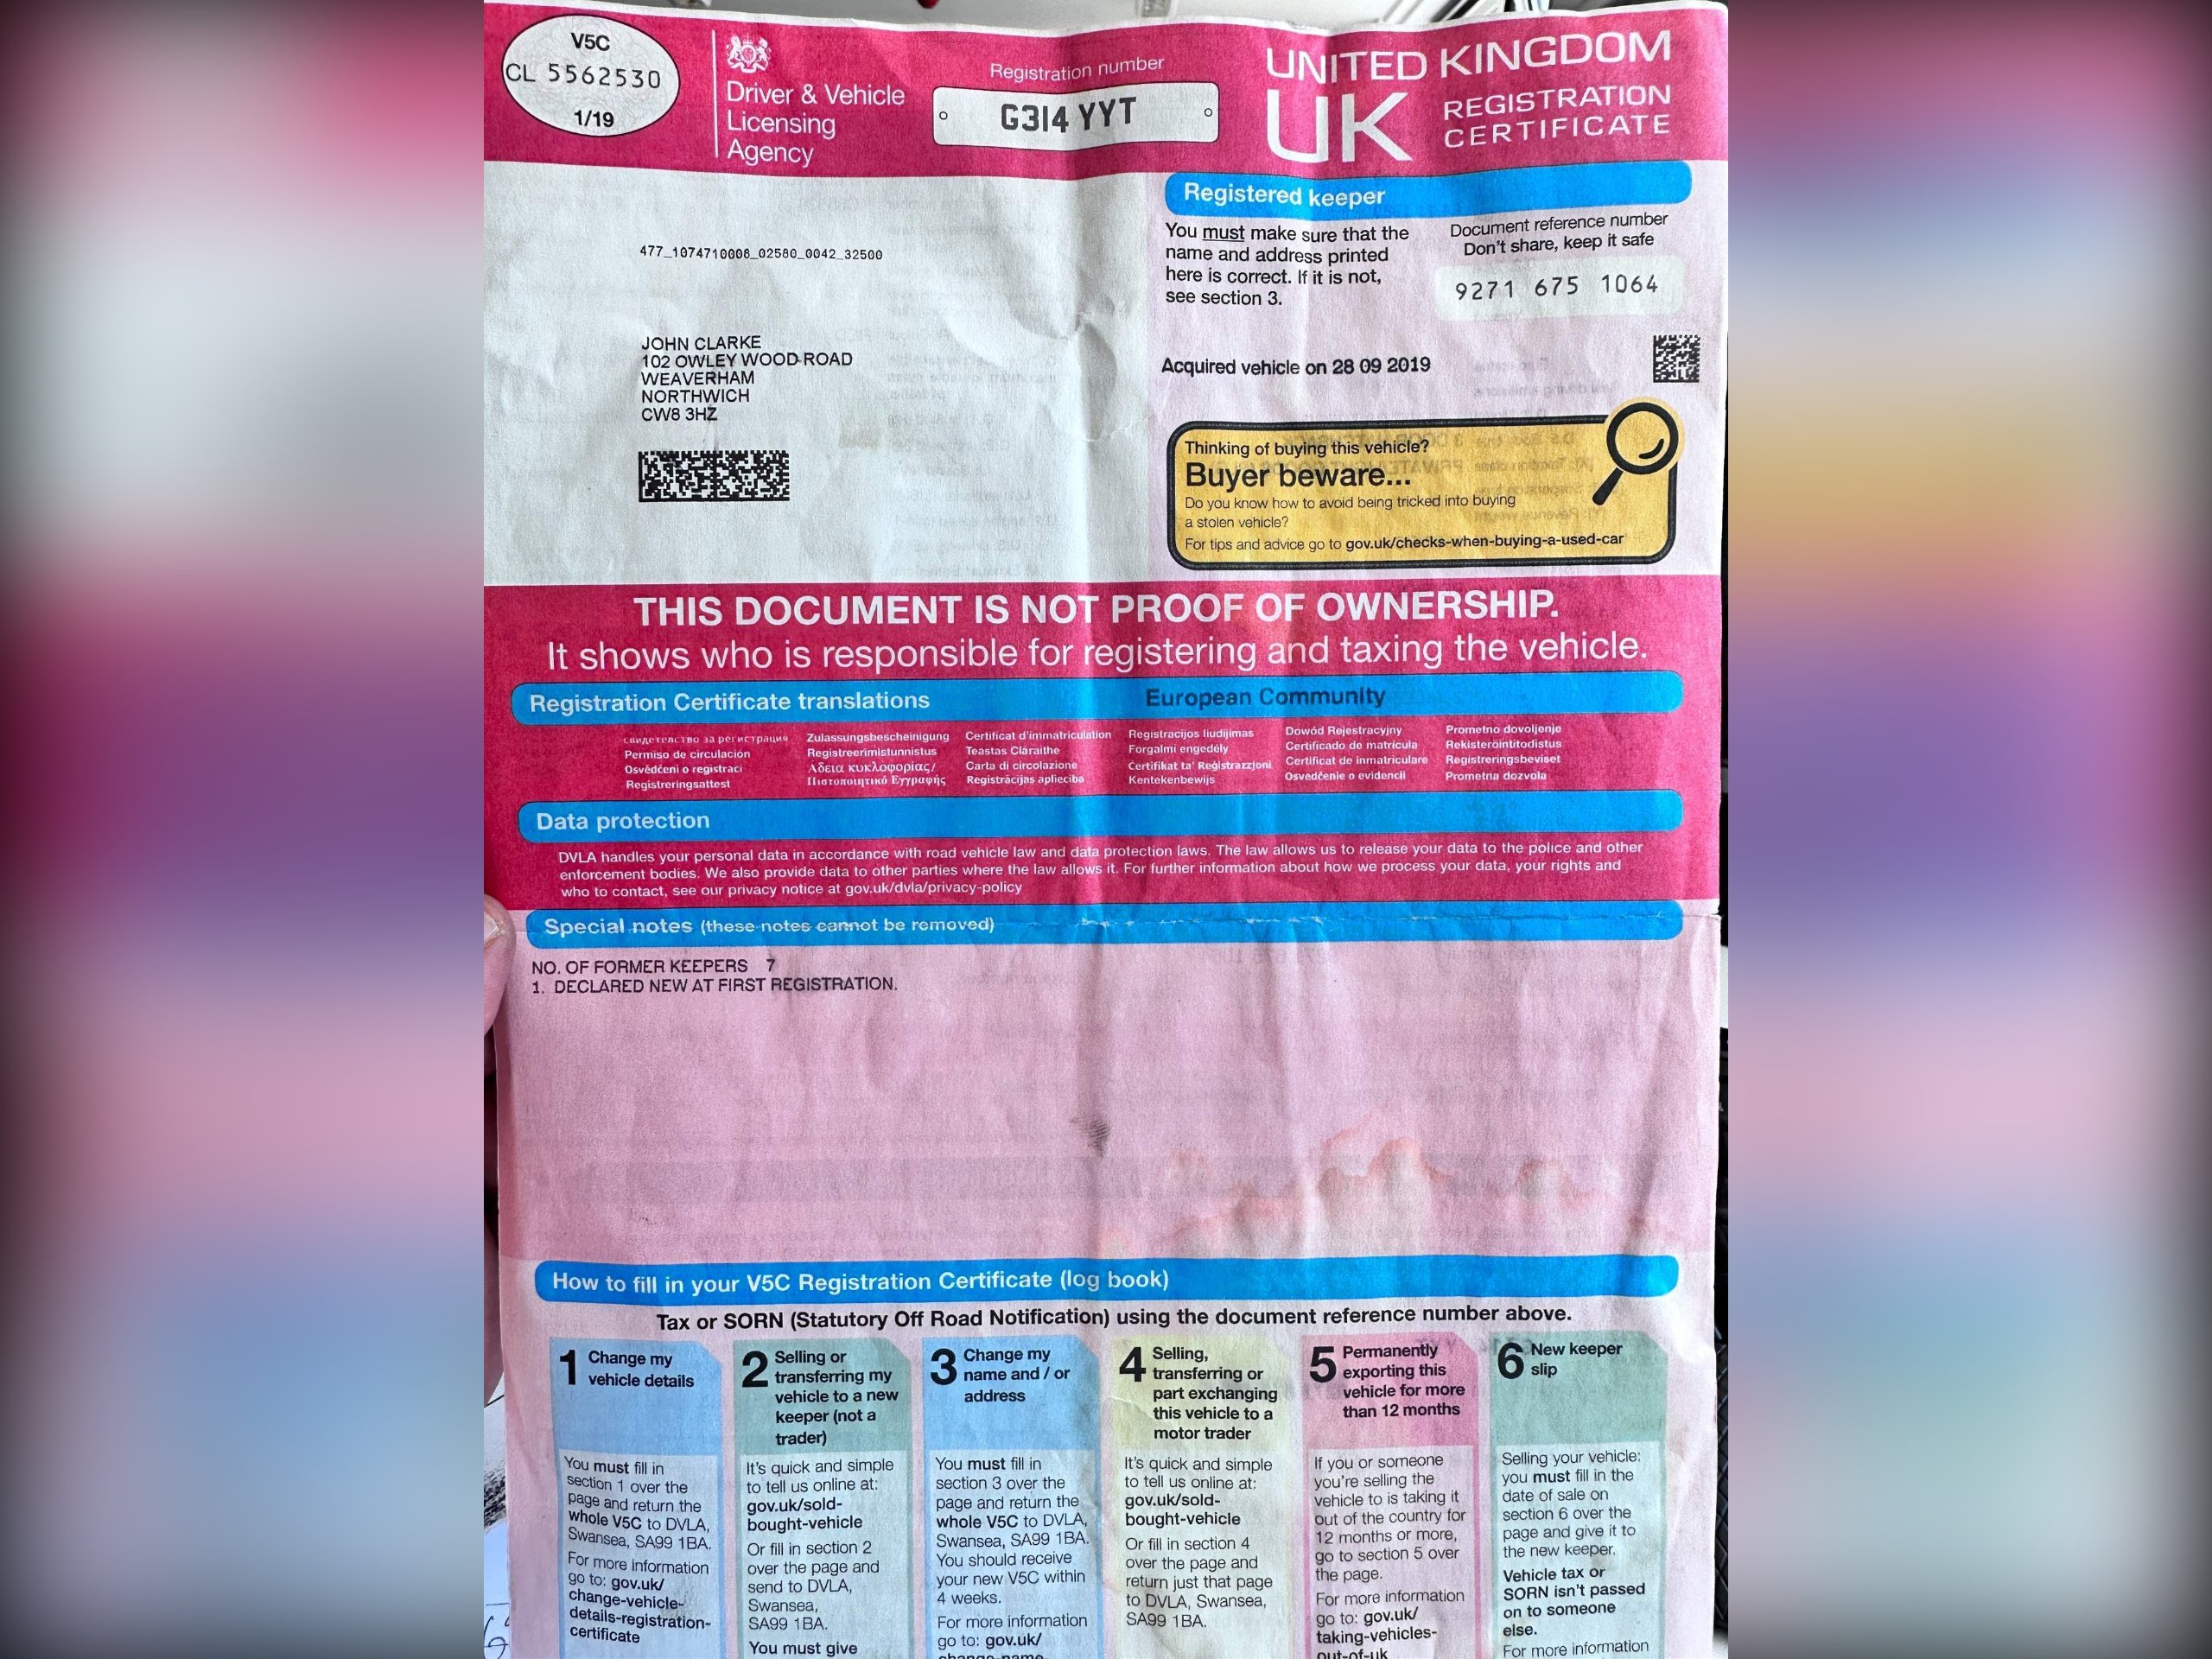 V5C
CL 5562530
1/19
Driver & Vehicle
Licensing
Agency
Registration number
G314 YYT
UNITED KINGDOM
UK
REGISTRATION
CERTIFICATE
Registered keeper
You must make sure that the
name and address printed
here is correct. If it is not,
see section 3.
Document reference number
Don't share, keep it safe
9271 675 1064
477_1074710006_02580_0042_32500
JOHN CLARKE
102 OWLEY WOOD ROAD
WEAVERHAM
NORTHWICH
CW8 3HZ
Acquired vehicle on 28 09 2019
Thinking of buying this vehicle?
Buyer beware...
Do you know how to avoid being tricked into buying
a stolen vehicle?
For tips and advice go to gov.uk/checks-when-buying-a-used-car
THIS DOCUMENT IS NOT PROOF OF OWNERSHIP.
It shows who is responsible for registering and taxing the vehicle.
Registration Certificate translations
European Community
свидетелство за регистрация
Permiso de circulación
Osvědčení o registraci
Registreringsattest
Zulassungsbescheinigung
Registreerimistunnistus
Άδεια κυκλοφορίας/
Πιστοποιητικό Εγγραφής
Certificat d'immatriculation
Teastas Cláraithe
Carta di circolazione
Reģistrācijas apliecība
Registracijos liudijimas
Forgalmi engedély
Ċertifikat ta' Reġistrazzjoni
Kentekenbewijs
Dowód Rejestracyjny
Certificado de matrícula
Certificat de inmatriculare
Osvedčenie o evidencii
Prometno dovoljenje
Rekisteröintitodistus
Registreringsbeviset
Prometna dozvola
Data protection
DVLA handles your personal data in accordance with road vehicle law and data protection laws. The law allows us to release your data to the police and other
enforcement bodies. We also provide data to other parties where the law allows it. For further information about how we process your data, your rights and
who to contact, see our privacy notice at gov.uk/dvla/privacy-policy
Special notes (these notes cannot be removed)
NO. OF FORMER KEEPERS 7
1. DECLARED NEW AT FIRST REGISTRATION.
How to fill in your V5C Registration Certificate (log book)
Tax or SORN (Statutory Off Road Notification) using the document reference number above.
1 Change my
vehicle details
You must fill in
section 1 over the
page and return the
whole V5C to DVLA,
Swansea, SA99 1BA.
For more information
go to: gov.uk/
change-vehicle-
details-registration-
certificate
2 Selling or
transferring my
vehicle to a new
keeper (not a
trader)
It's quick and simple
to tell us online at:
gov.uk/sold-
bought-vehicle
Or fill in section 2
over the page and
send to DVLA,
Swansea,
SA99 1BA.
You must give
3 Change my
name and / or
address
You must fill in
section 3 over the
page and return the
whole V5C to DVLA,
Swansea, SA99 1BA.
You should receive
your new V5C within
4 weeks.
For more information
go to: gov.uk/
change-name
4 Selling,
transferring or
part exchanging
this vehicle to a
motor trader
It's quick and simple
to tell us online at:
gov.uk/sold-
bought-vehicle
Or fill in section 4
over the page and
return just that page
to DVLA, Swansea,
SA99 1BA.
5 Permanently
exporting this
vehicle for more
than 12 months
If you or someone
you're selling the
vehicle to is taking it
out of the country for
12 months or more,
go to section 5 over
the page.
For more information
go to: gov.uk/
taking-vehicles-
out-of-uk
6 New keeper
slip
Selling your vehicle:
you must fill in the
date of sale on
section 6 over the
page and give it to
the new keeper.
Vehicle tax or
SORN isn't passed
on to someone
else.
For more information